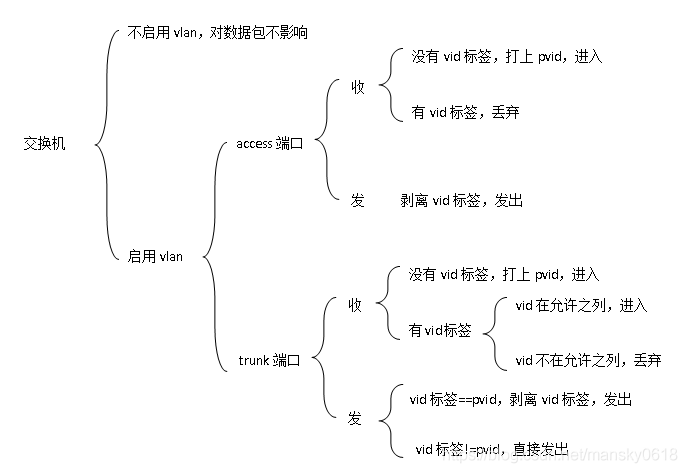 交换机
不启用 vlan，对数据包不影响
启用 vlan
access 端口
收
没有 vid 标签，打上 pvid，进入
有 vid 标签，丢弃
发
剥离 vid 标签，发出
trunk 端口
收
没有 vid 标签，打上 pvid，进入
有 vid 标签
vid 在允许之列，进入
vid 不在允许之列，丢弃
发
vid 标签==pvid，剥离 vid 标签，发出
vid 标签!=pvid，直接发出
https://blog.csdn.net/mansky0618